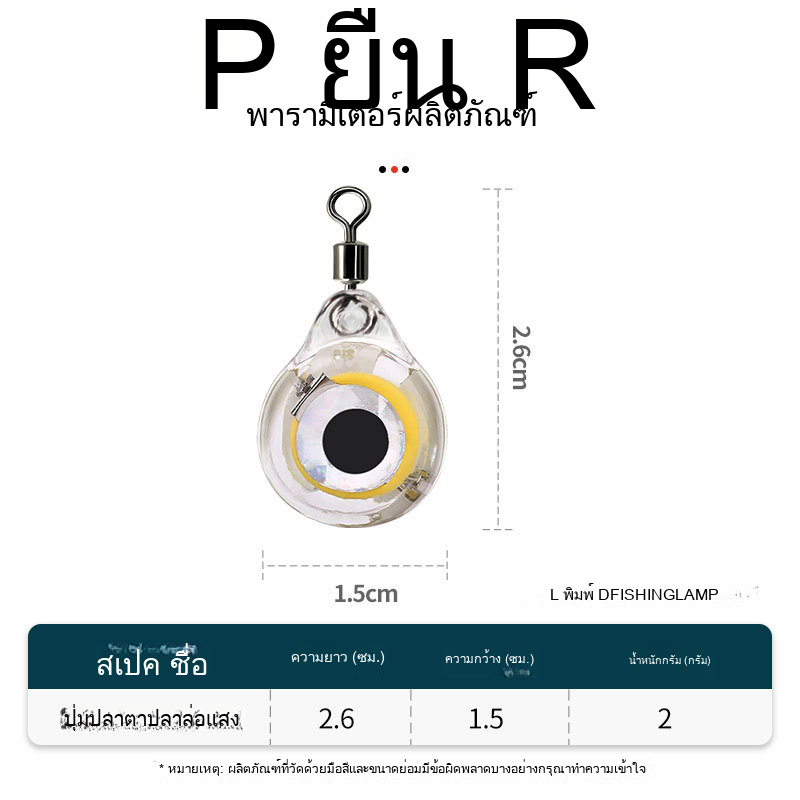 P ยืน R
พารามิเตอร์ผลิตภัณฑ์
2.6cm
1.5cm
L พิมพ์ DFISHINGLAMP
สเปค ชื่อ ความยาว (ซม.) ความกว้าง (ซม.) น้ำหนักกรัม (กรัม)
ปุ่มปลาตาปลาล่อแสง 2.6 1.5 2
* หมายเหตุ: ผลิตภัณฑ์ที่วัดด้วยมือสีและขนาดย่อมมีข้อผิดพลาดบางอย่างกรุณาทำความเข้าใจ